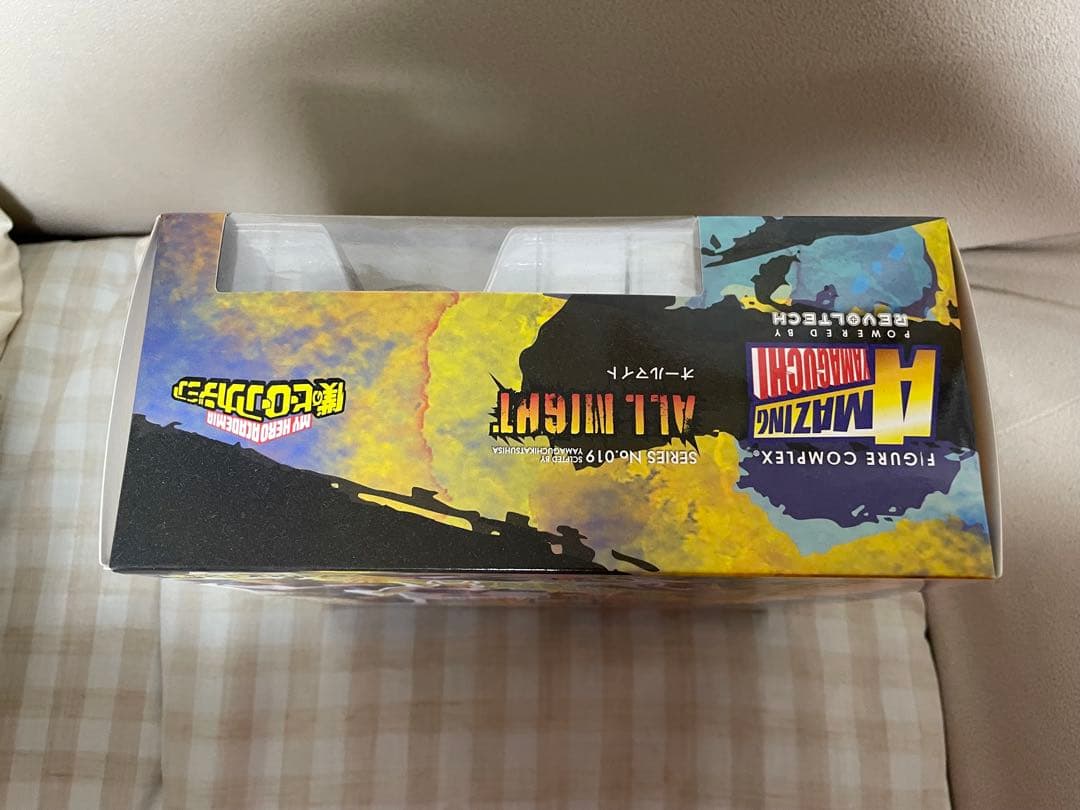 FIGURE COMPLEX®
AMAZING
YAMAGUCHI
POWERED BY
REVOLTECH
SERIES No.019
SCLPTED BY
YAMAGUCHIKATSUHISA
ALL MIGHT
オールマイト
MY HERO ACADEMIA
僕のヒーローアカデミア